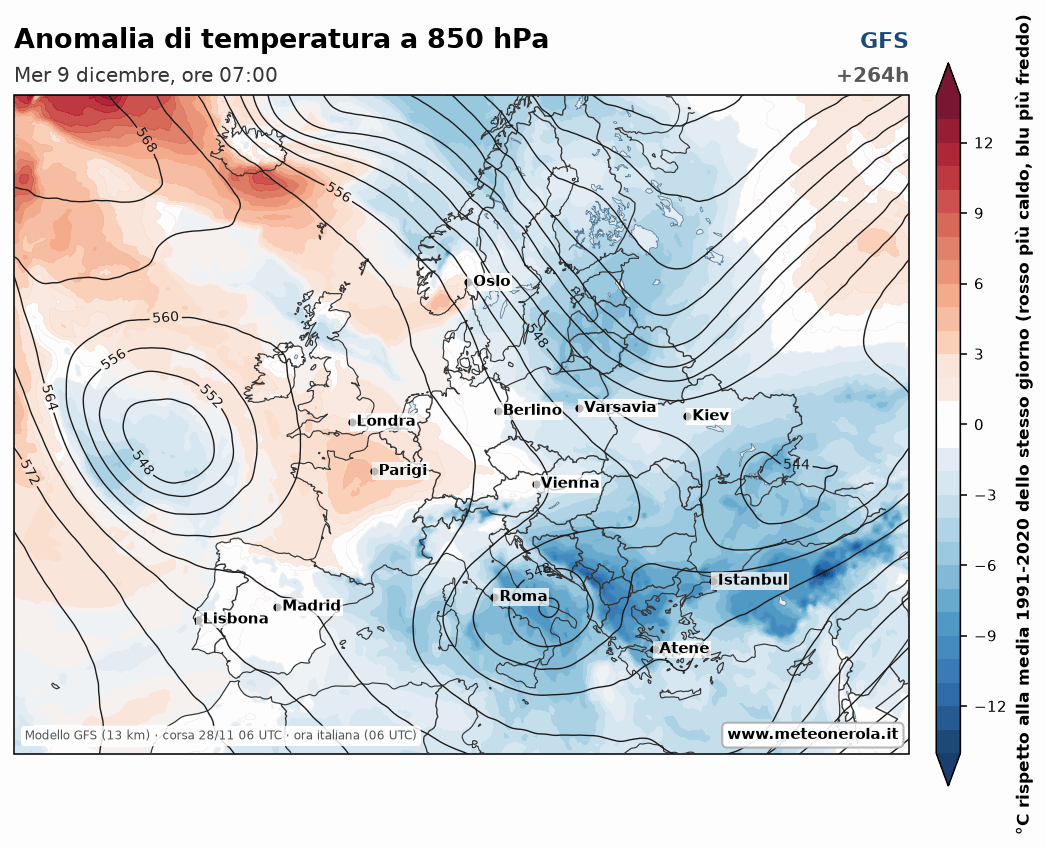 Anomalia di temperatura a 850 hPa
GFS
Mer 9 dicembre, ore 07:00
+264h
568
556
560
556
552
548
564
572
548
544
Oslo
Londra
Parigi
Berlino
Varsavia
Kiev
Vienna
Roma
Istanbul
Atene
Madrid
Lisbona
12
9
6
3
0
−3
−6
−9
−12
°C rispetto alla media 1991-2020 dello stesso giorno (rosso più caldo, blu più freddo)
Modello GFS (13 km) · corsa 28/11 06 UTC · ora italiana (06 UTC)
www.meteonerola.it